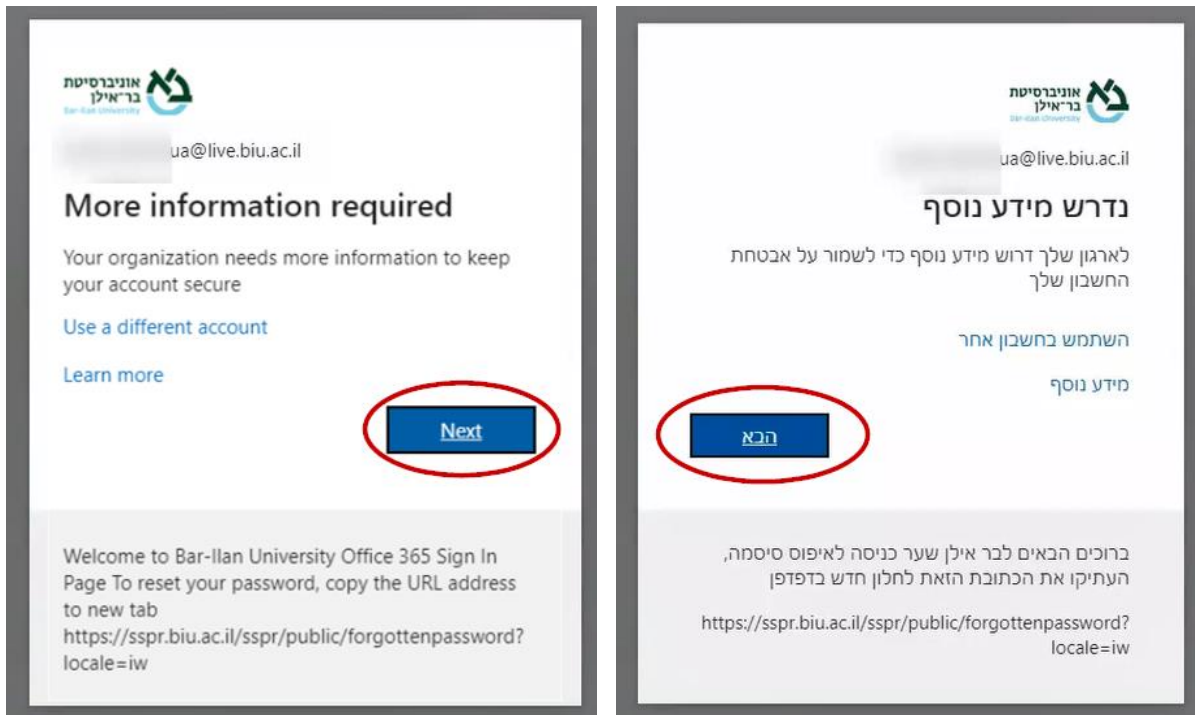 אוניברסיטת
בר־אילן
Bar-Ilan University
ua@live.biu.ac.il
More information required
Your organization needs more information to keep
your account secure
Use a different account
Learn more
Next
Welcome to Bar-Ilan University Office 365 Sign In
Page To reset your password, copy the URL address
to new tab
https://sspr.biu.ac.il/sspr/public/forgottenpassword?
locale=iw
אוניברסיטת
בר־אילן
Bar-Ilan University
ua@live.biu.ac.il
נדרש מידע נוסף
לארגון שלך דרוש מידע נוסף כדי לשמור על אבטחת
החשבון שלך
השתמש בחשבון אחר
מידע נוסף
הבא
ברוכים הבאים לבר אילן שער כניסה לאיפוס סיסמה,
העתיקו את הכתובת הזאת לחלון חדש בדפדפן
https://sspr.biu.ac.il/sspr/public/forgottenpassword?
locale=iw